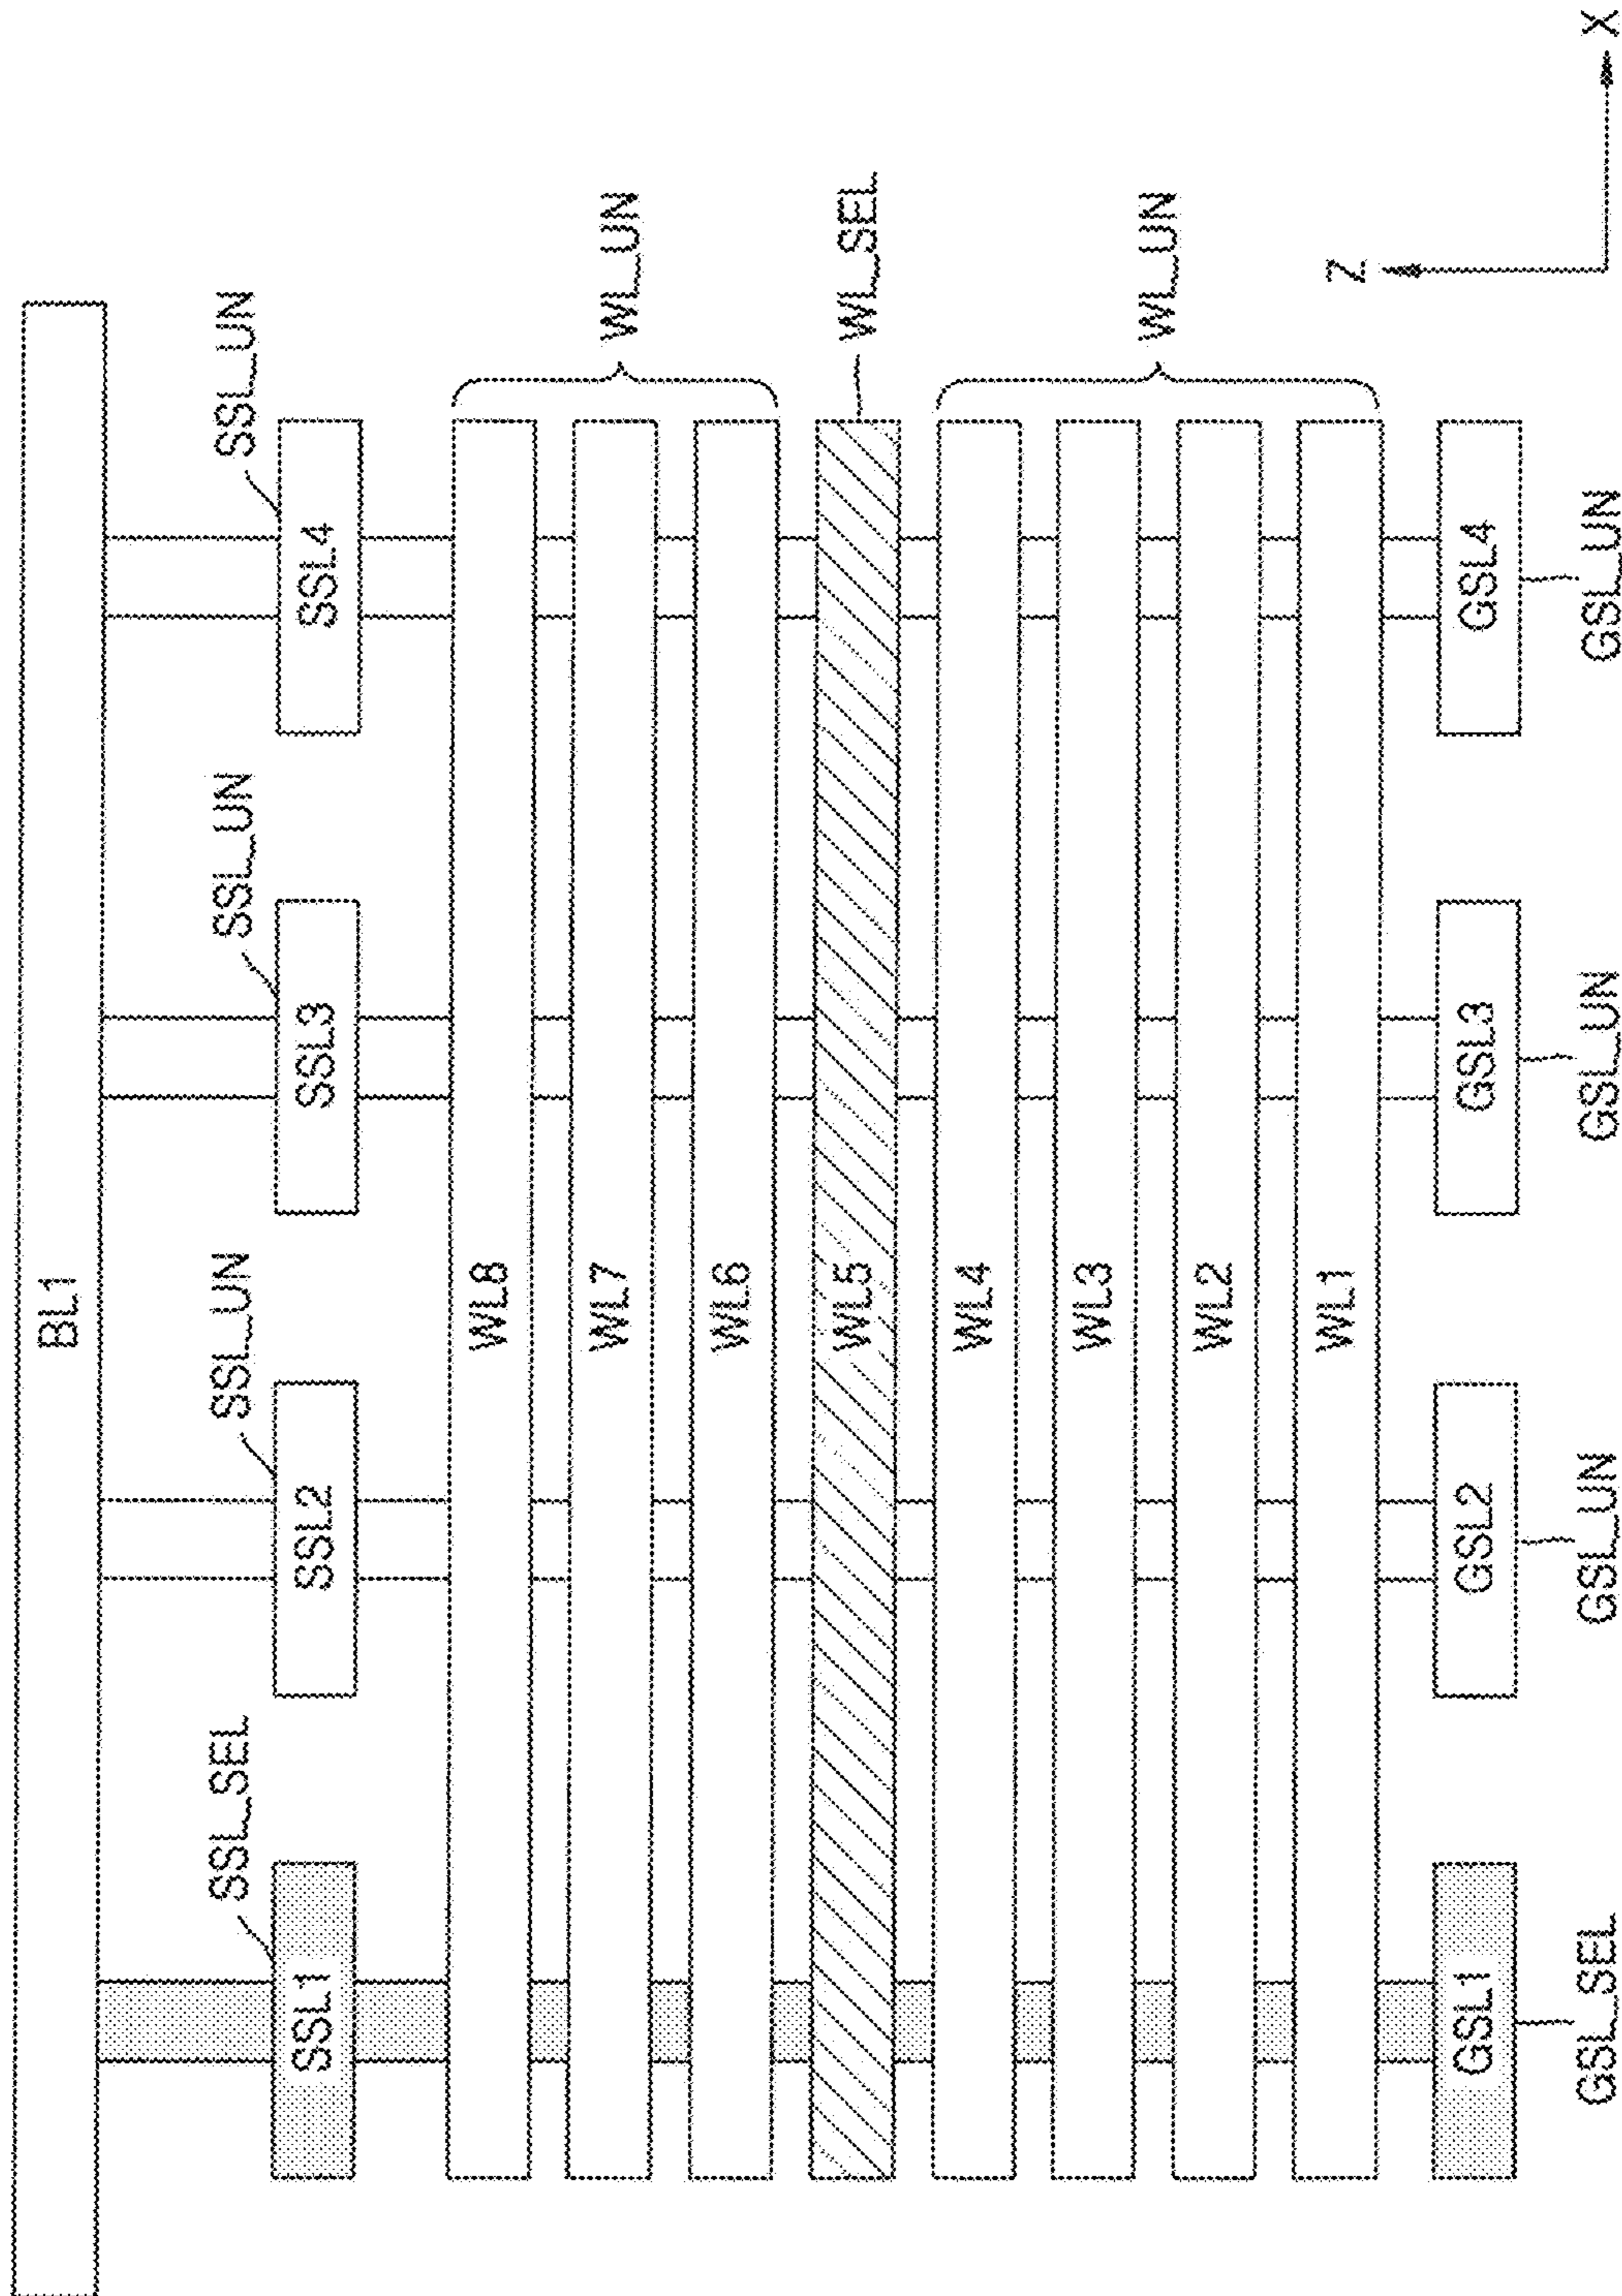 BL1
SSL_SEL
SSL_UN
SSL_UN
SSL_UN
SSL1
SSL2
SSL3
SSL4
WL8
WL7
WL6
WL_UN
WL5
WL_SEL
WL4
WL3
WL2
WL1
WL_UN
GSL1
GSL2
GSL3
GSL4
GSL_SEL
GSL_UN
GSL_UN
GSL_UN
Z
X